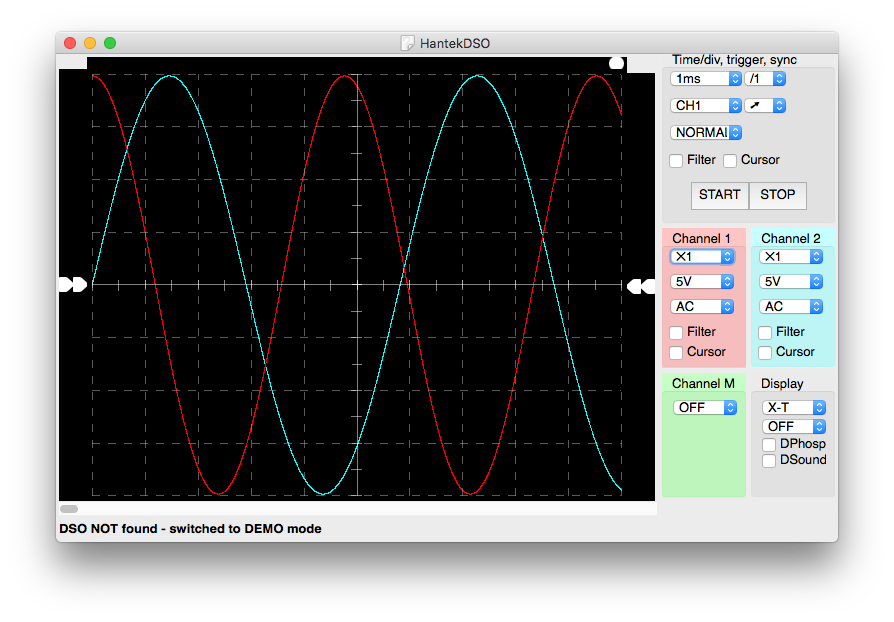 HantekDSO
Time/div, trigger, sync
1ms /1
CH1
NORMAL
Filter Cursor
START STOP
Channel 1
X1
5V
AC
Filter
Cursor
Channel 2
X1
5V
AC
Filter
Cursor
Channel M
OFF
Display
X-T
OFF
DPhosp
DSound
DSO NOT found - switched to DEMO mode